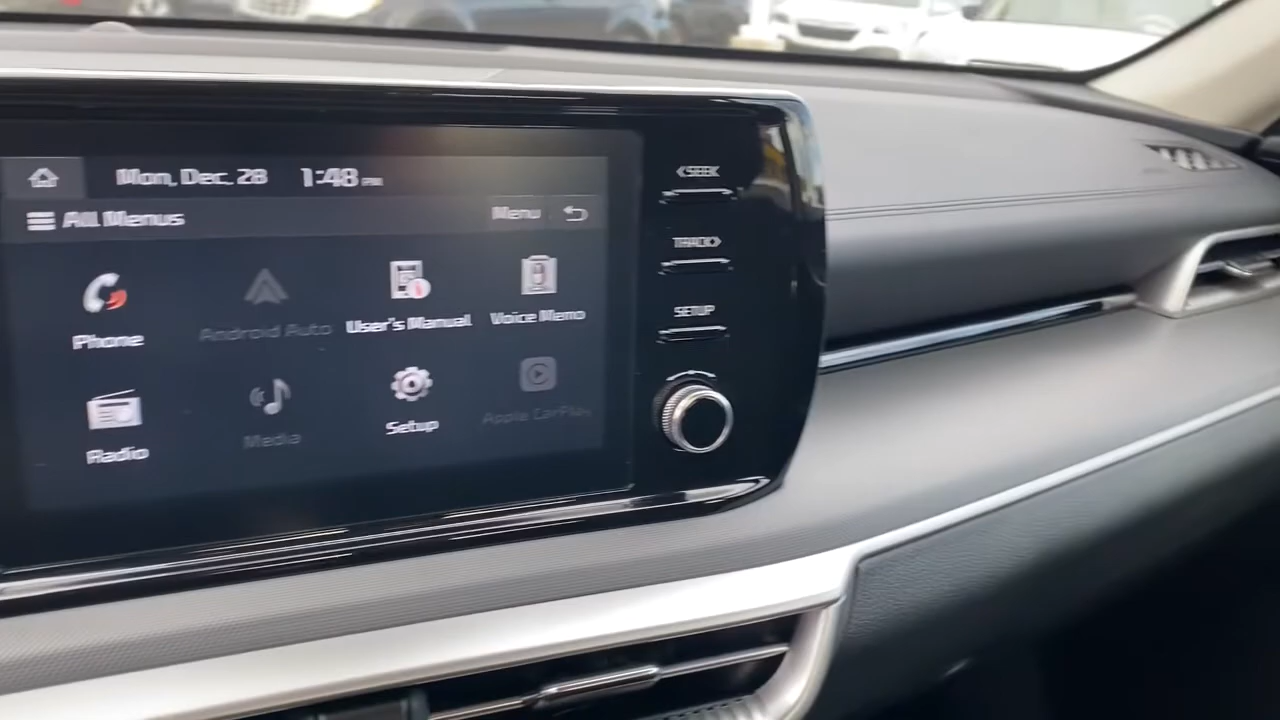 Mon, Dec. 28 1:48 PM
All Menus Menu
Phone Android Auto User's Manual Voice Memo
Radio Media Setup Apple CarPlay
<SEEK
TRACK>
SETUP